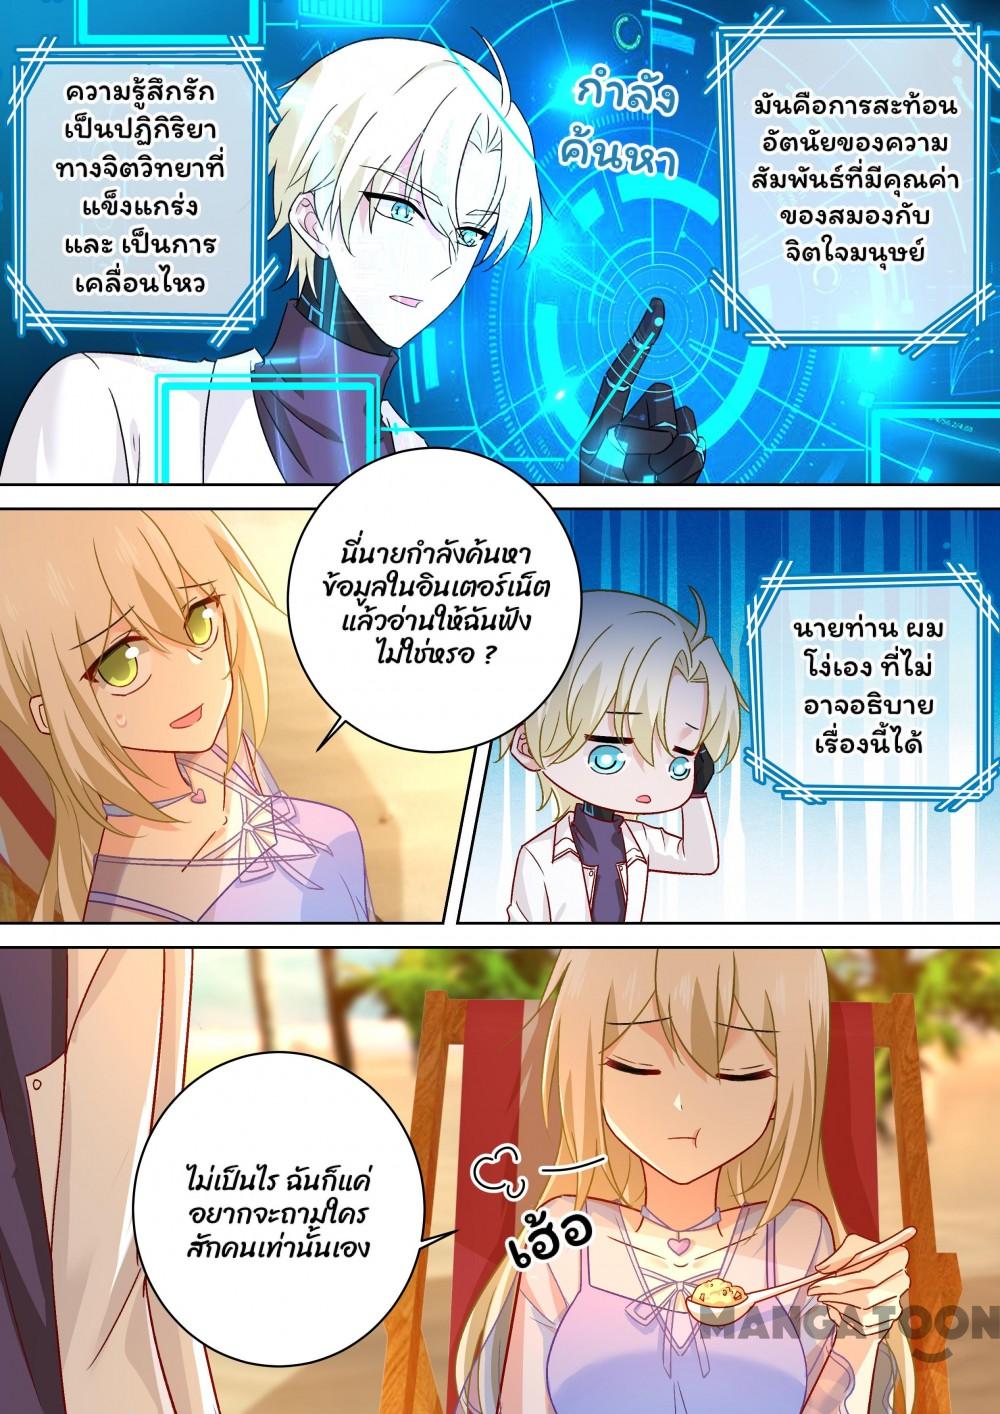 ความรู้สึกรัก
เป็นปฏิกิริยา
ทางจิตวิทยาที่
แข็งแกร่ง
และ เป็นการ
เคลื่อนไหว
กำลัง
ค้นหา
มันคือการสะท้อน
อัตนัยของความ
สัมพันธ์ที่มีคุณค่า
ของสมองกับ
จิตใจมนุษย์
นี่นายกำลังค้นหา
ข้อมูลในอินเตอร์เน็ต
แล้วอ่านให้ฉันฟัง
ไม่ใช่หรอ ?
นายท่าน ผม
โง่เอง ที่ไม่
อาจอธิบาย
เรื่องนี้ได้
ไม่เป็นไร ฉันก็แค่
อยากจะถามใคร
สักคนเท่านั้นเอง
เฮ้อ
MANGATOON